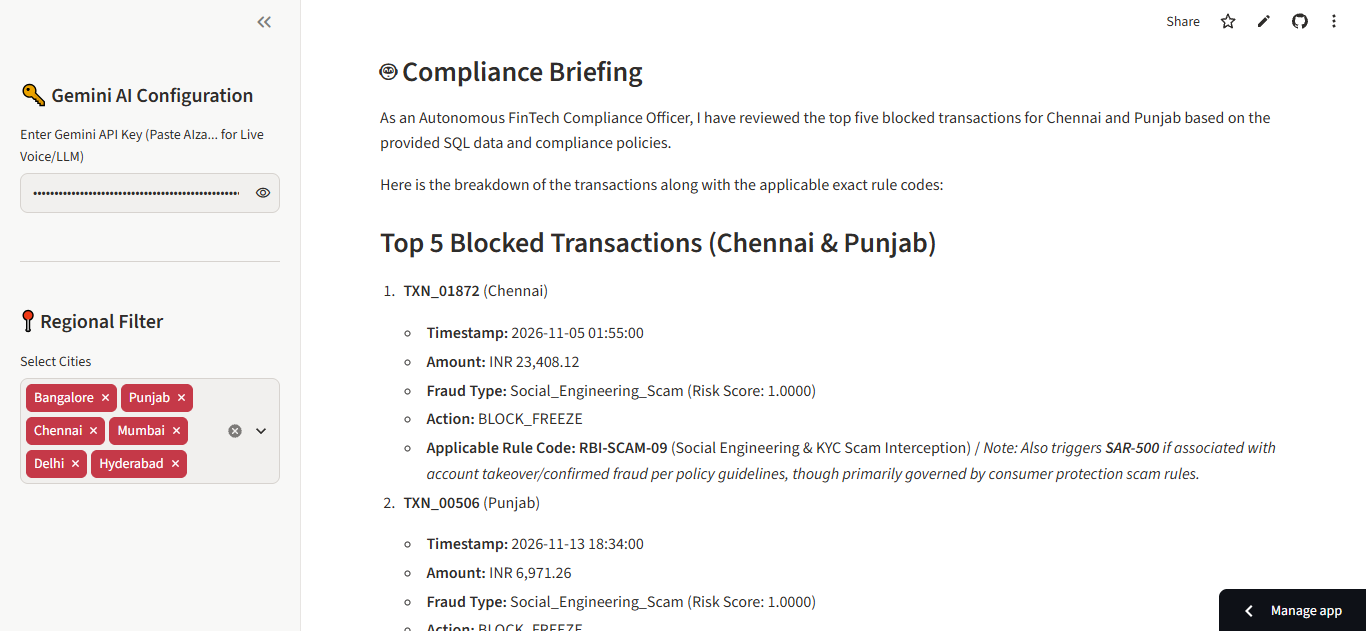 Share
Gemini AI Configuration
Enter Gemini API Key (Paste AIza... for Live
Voice/LLM)
Regional Filter
Select Cities
Bangalore × Punjab ×
Chennai × Mumbai ×
Delhi × Hyderabad ×
Compliance Briefing
As an Autonomous FinTech Compliance Officer, I have reviewed the top five blocked transactions for Chennai and Punjab based on the
provided SQL data and compliance policies.
Here is the breakdown of the transactions along with the applicable exact rule codes:
Top 5 Blocked Transactions (Chennai & Punjab)
1. TXN_01872 (Chennai)
Timestamp: 2026-11-05 01:55:00
Amount: INR 23,408.12
Fraud Type: Social_Engineering_Scam (Risk Score: 1.0000)
Action: BLOCK_FREEZE
Applicable Rule Code: RBI-SCAM-09 (Social Engineering & KYC Scam Interception) / Note: Also triggers SAR-500 if associated with
account takeover/confirmed fraud per policy guidelines, though primarily governed by consumer protection scam rules.
2. TXN_00506 (Punjab)
Timestamp: 2026-11-13 18:34:00
Amount: INR 6,971.26
Fraud Type: Social_Engineering_Scam (Risk Score: 1.0000)
Action: BLOCK_FREEZE
Manage app